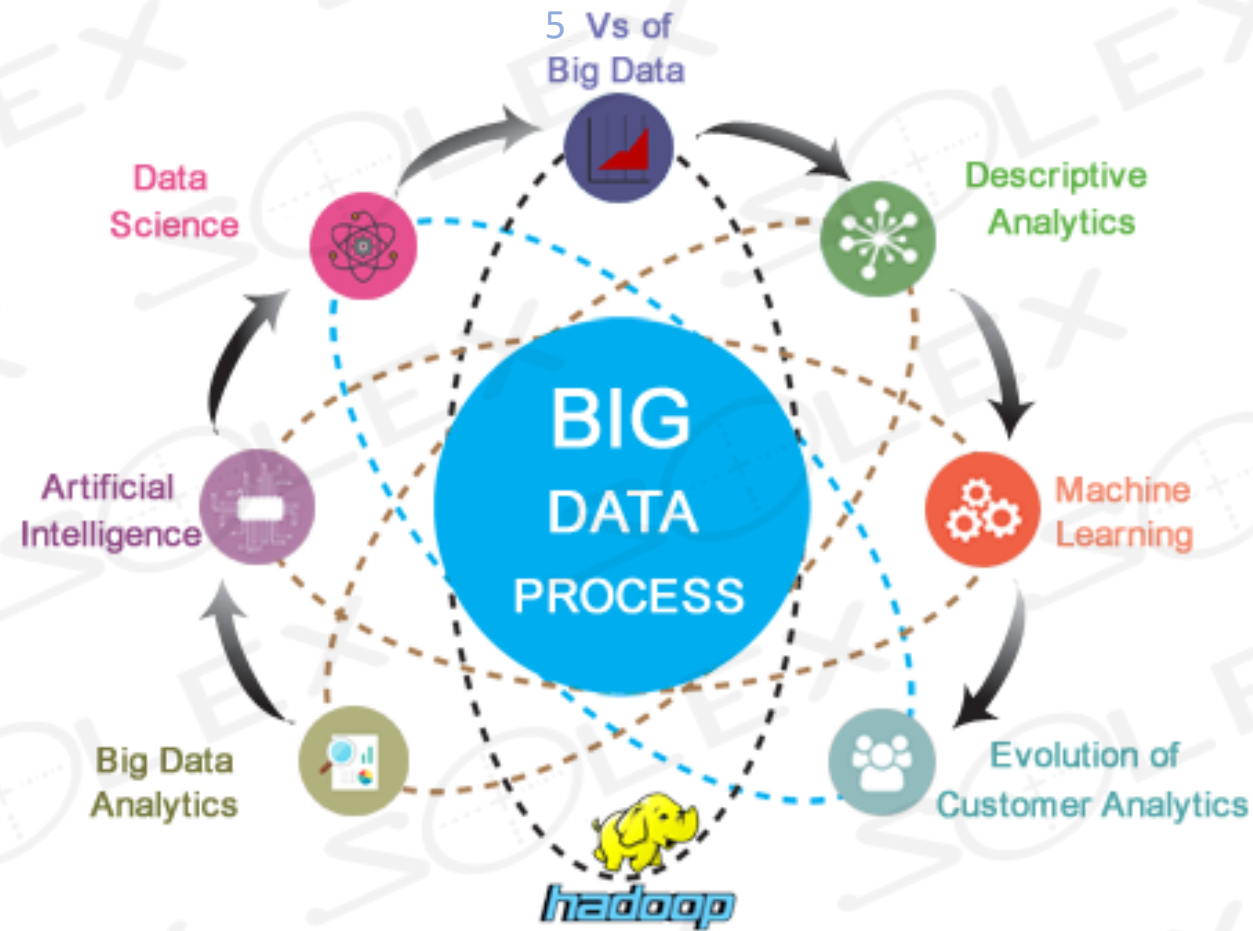 5 Vs of
Big Data
Descriptive
Analytics
Machine
Learning
Evolution of
Customer Analytics
hadoop
Big Data
Analytics
Artificial
Intelligence
Data
Science
BIG
DATA
PROCESS
SOLEX